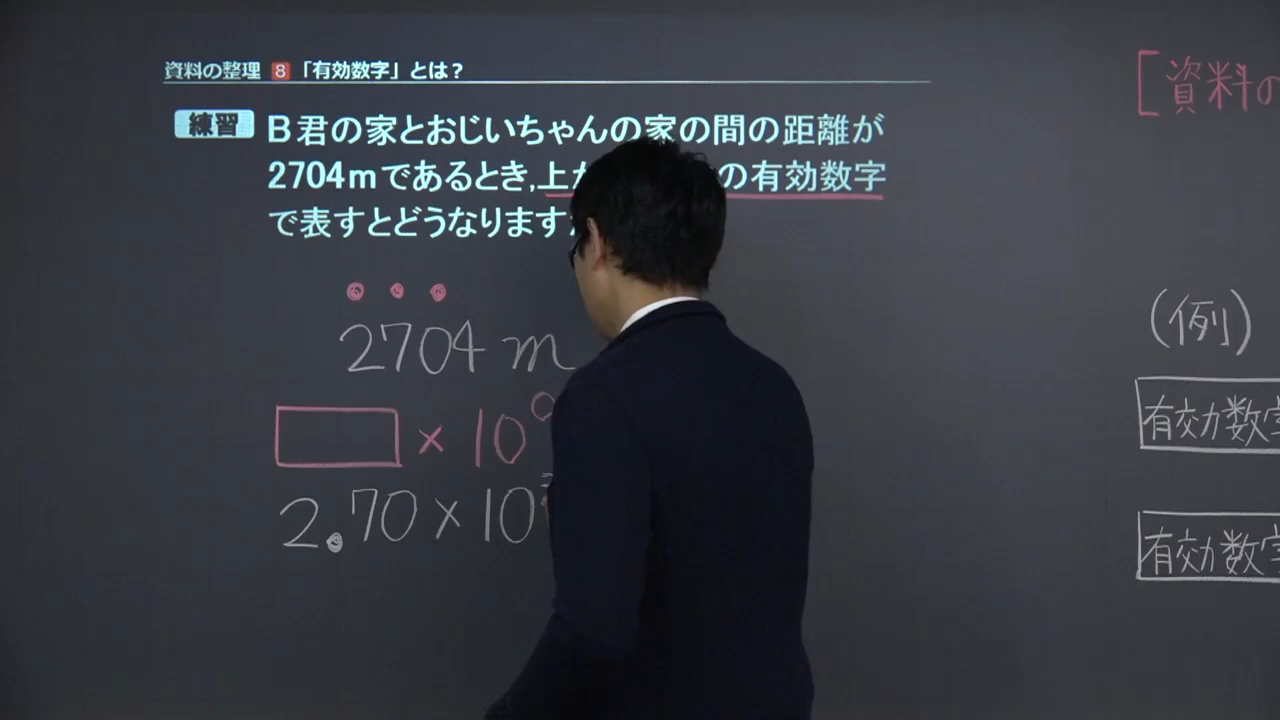 資料の整理 8 「有効数字」とは?
練習 B君の家とおじいちゃんの家の間の距離が
2704mであるとき,上か の有効数字
で表すとどうなります
2704 m
× 10
2.70 × 10
[資料の
(例)
有効数字
有効数字